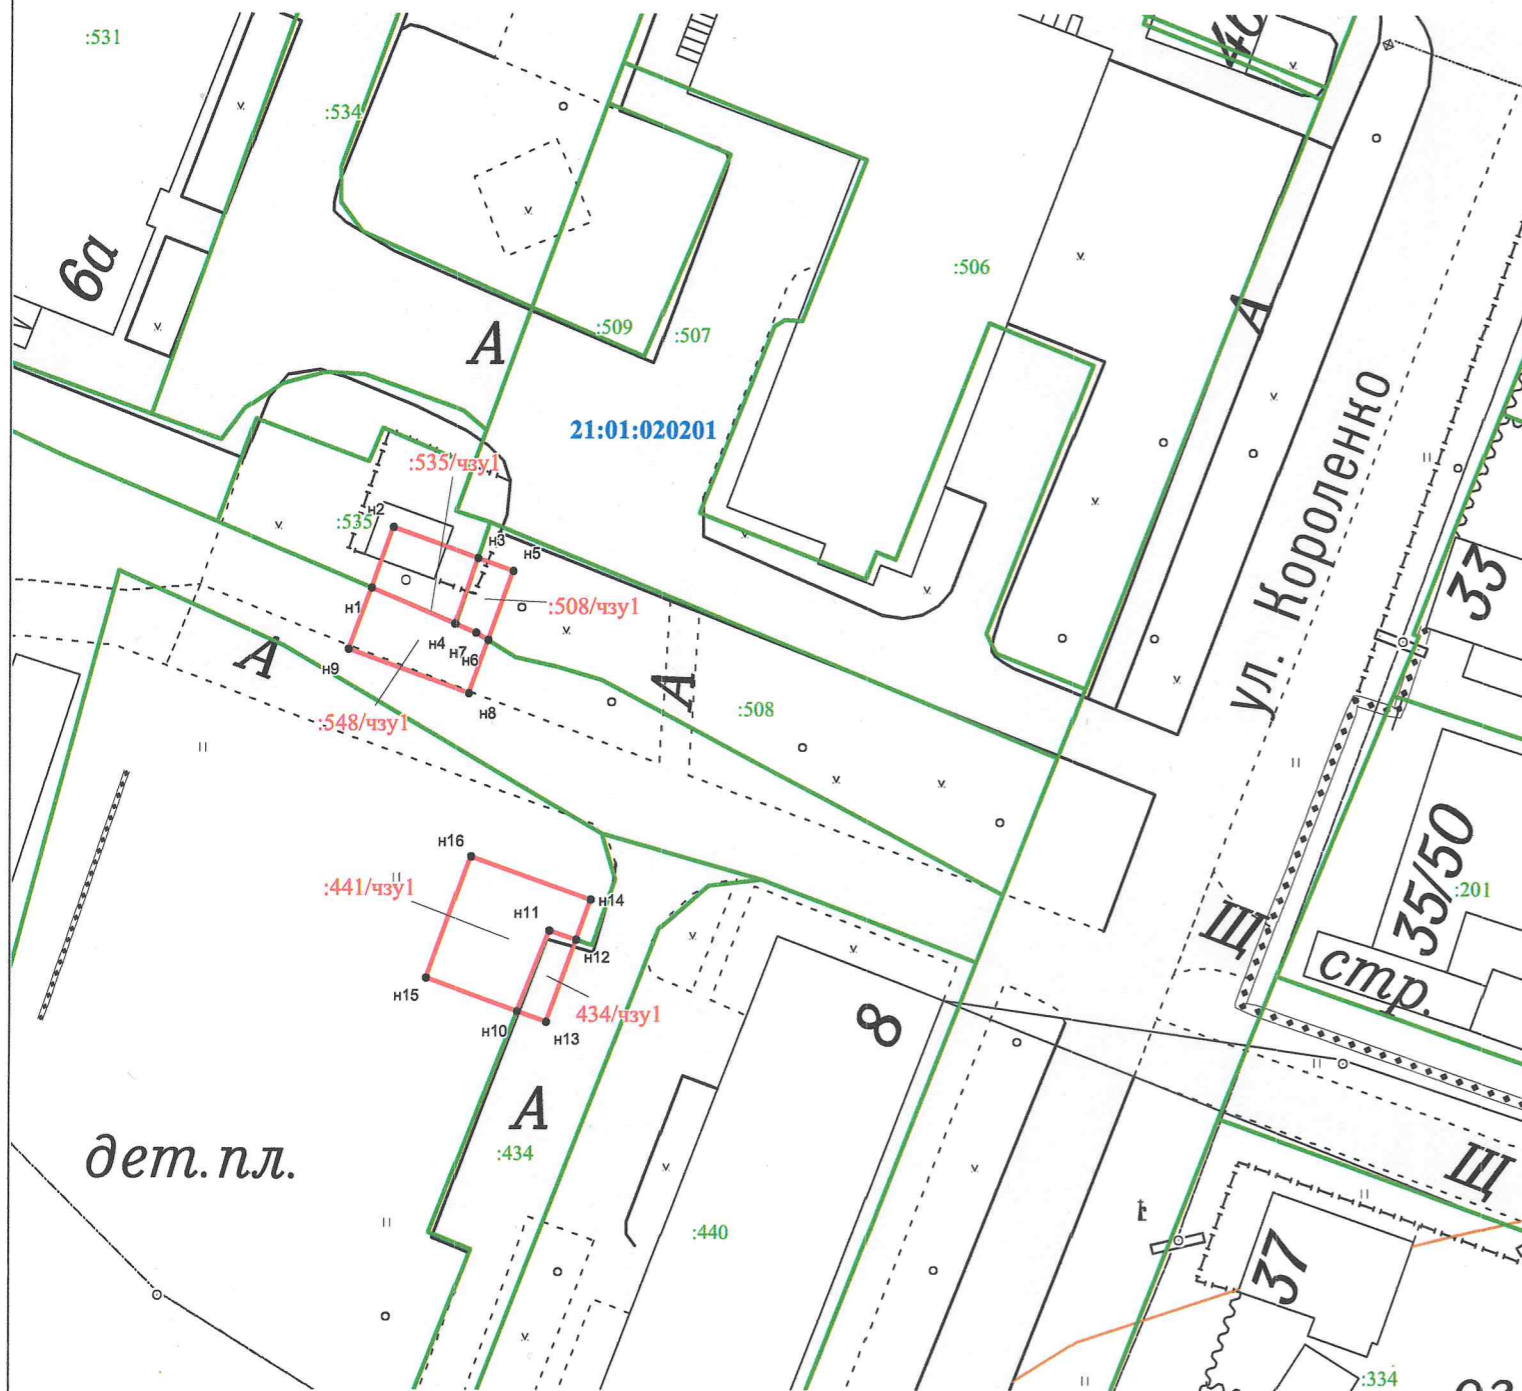 :531
:534
40
6а
А
:509
:507
:506
А
21:01:020201
:535/чзу1
н2
:535
н3
н5
н1
:508/чзу1
н4
н7
н6
н9
А
н8
:548/чзу1
А
:508
ул. Короленко
33
н16
:441/чзу1
н14
н11
н12
н15
434/чзу1
н10
н13
8
Щ
35/50
:201
стр.
А
дет. пл.
:434
:440
Щ
37
:334